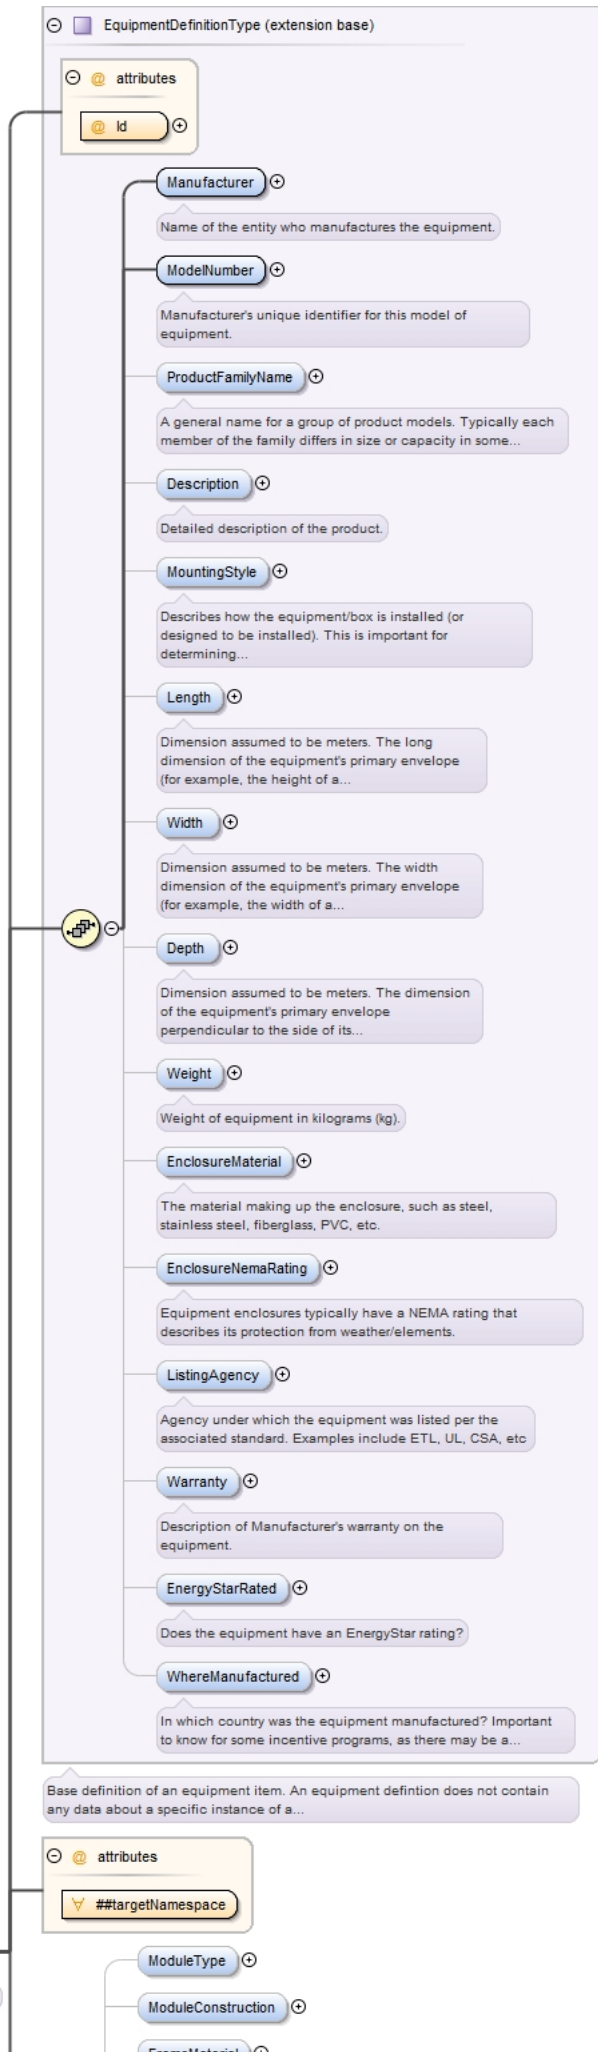 EquipmentDefinitionType (extension base)
@ attributes
@ Id
Manufacturer
Name of the entity who manufactures the equipment.
ModelNumber
Manufacturer's unique identifier for this model of
equipment.
ProductFamilyName
A general name for a group of product models. Typically each
member of the family differs in size or capacity in some...
Description
Detailed description of the product.
MountingStyle
Describes how the equipment/box is installed (or
designed to be installed). This is important for
determining...
Length
Dimension assumed to be meters. The long
dimension of the equipment's primary envelope
(for example, the height of a...
Width
Dimension assumed to be meters. The width
dimension of the equipment's primary envelope
(for example, the width of a...
Depth
Dimension assumed to be meters. The dimension
of the equipment's primary envelope
perpendicular to the side of its...
Weight
Weight of equipment in kilograms (kg).
EnclosureMaterial
The material making up the enclosure, such as steel,
stainless steel, fiberglass, PVC, etc.
EnclosureNemaRating
Equipment enclosures typically have a NEMA rating that
describes its protection from weather/elements.
ListingAgency
Agency under which the equipment was listed per the
associated standard. Examples include ETL, UL, CSA, etc
Warranty
Description of Manufacturer's warranty on the
equipment.
EnergyStarRated
Does the equipment have an EnergyStar rating?
WhereManufactured
In which country was the equipment manufactured? Important
to know for some incentive programs, as there may be a...
Base definition of an equipment item. An equipment defintion does not contain
any data about a specific instance of a...
@ attributes
∀ ##targetNamespace
ModuleType
ModuleConstruction
FrameMaterial